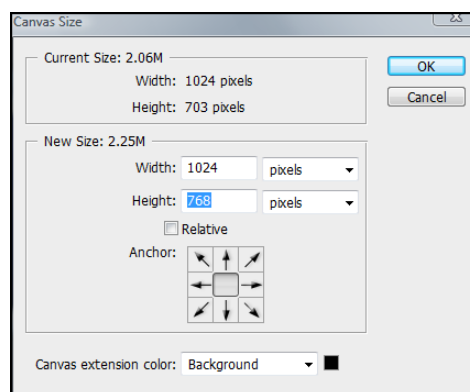 Canvas Size
Current Size: 2.06M
OK
Width: 1024 pixels
Cancel
Height: 703 pixels
New Size: 2.25M
Width: 1024 pixels
Height: 768 pixels
Relative
Anchor:
Canvas extension color: Background